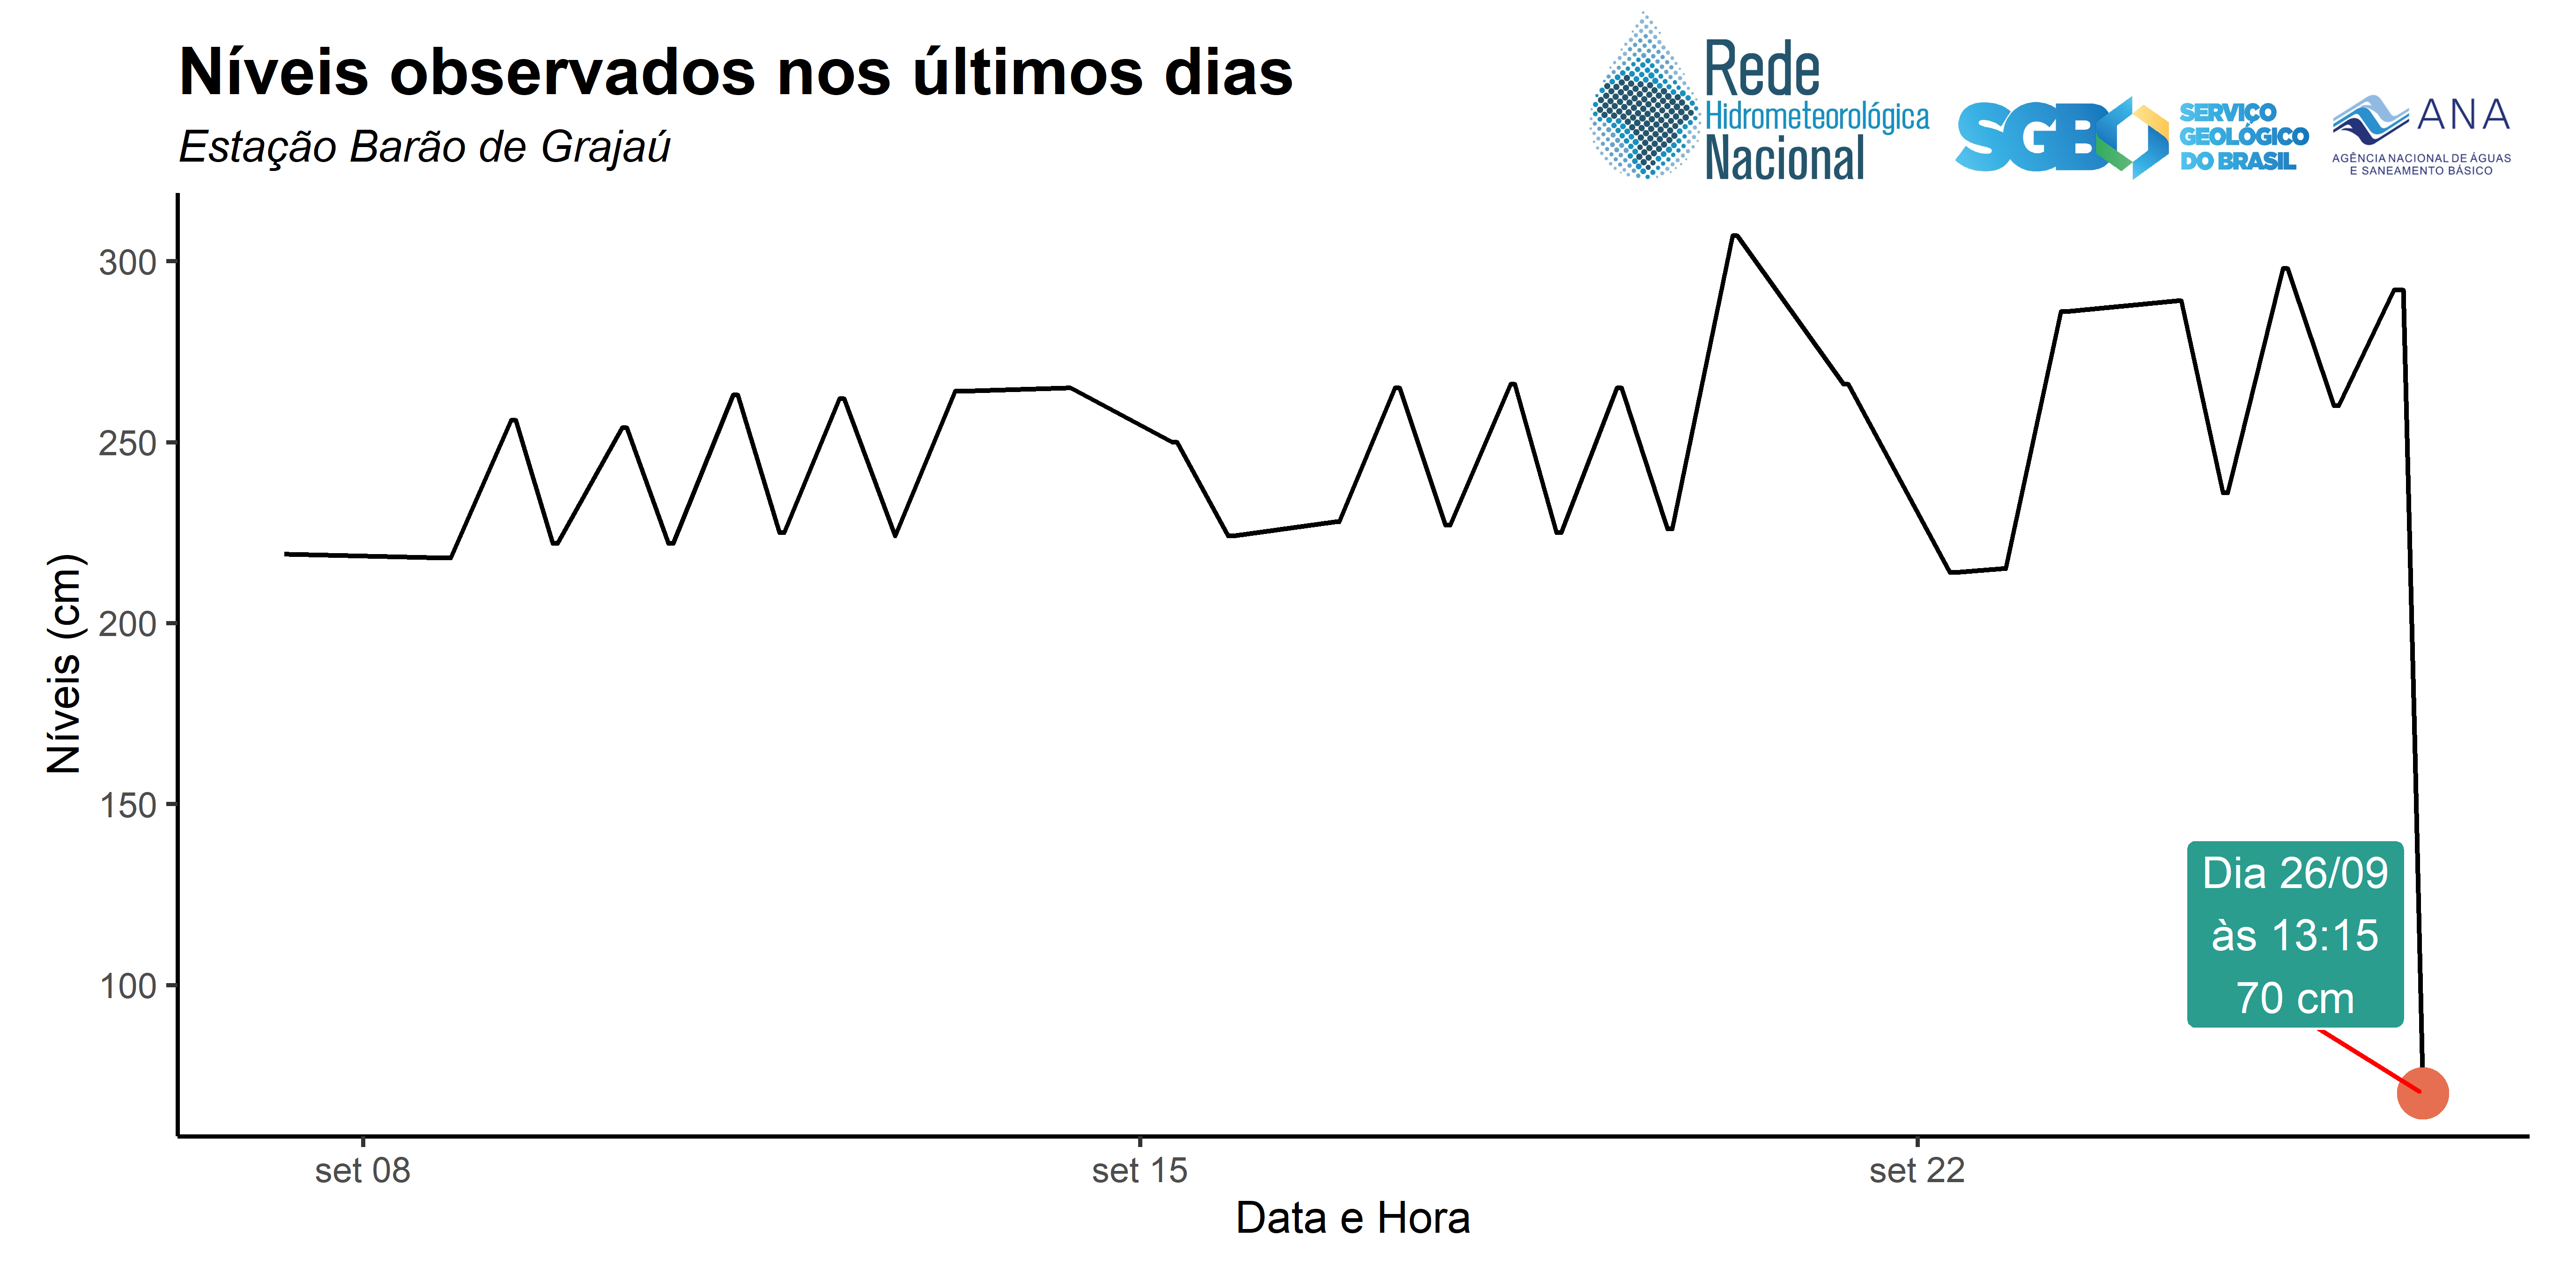 Níveis observados nos últimos dias
Estação Barão de Grajaú
Rede
Hidrometeorológica
Nacional
SGB
SERVIÇO
GEOLÓGICO
DO BRASIL
ANA
AGÊNCIA NACIONAL DE ÁGUAS
E SANEAMENTO BÁSICO
Níveis (cm)
300
250
200
150
100
Dia 26/09
às 13:15
70 cm
set 08
set 15
set 22
Data e Hora